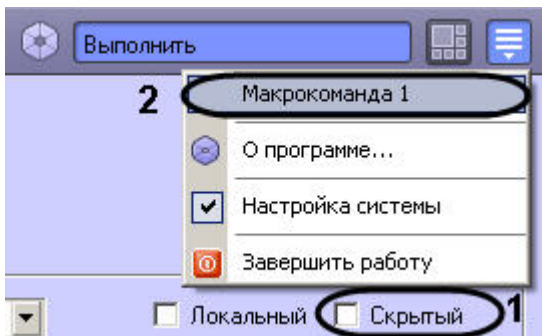 Выполнить
2
Макрокоманда 1
О программе...
Настройка системы
Завершить работу
Локальный
Скрытый
1